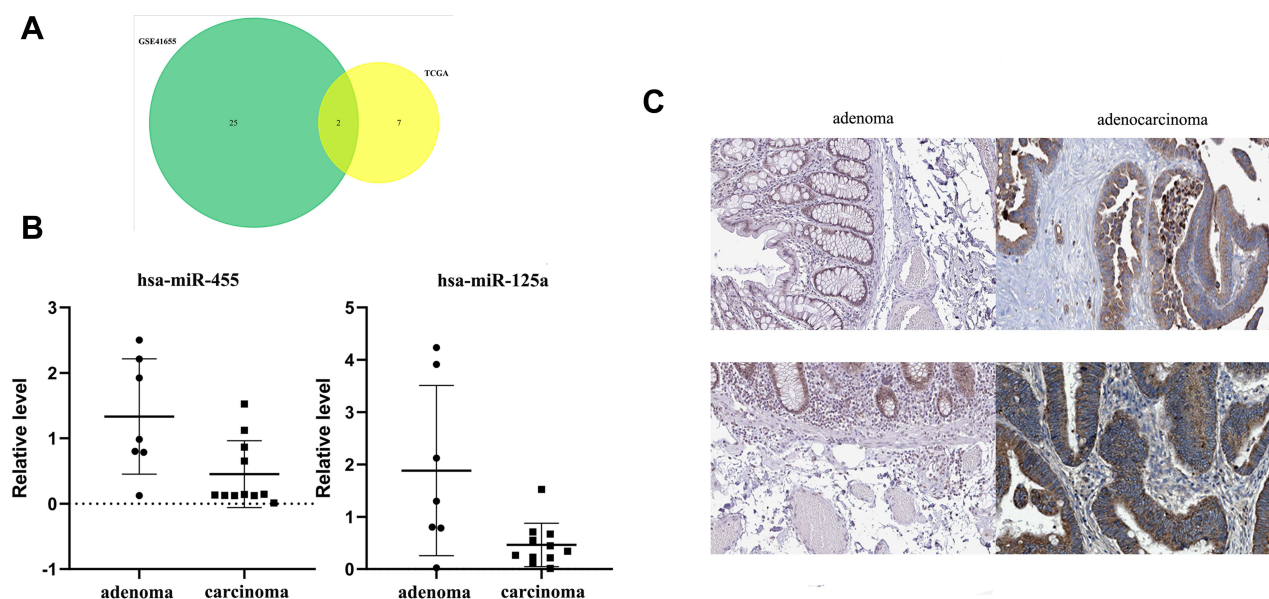 A
GSE41655
TCGA
25
2
7
B
hsa-miR-455
Relative level
3
2
1
0
-1
adenoma
carcinoma
hsa-miR-125a
Relative level
5
4
3
2
1
0
adenoma
carcinoma
C
adenoma
adenocarcinoma